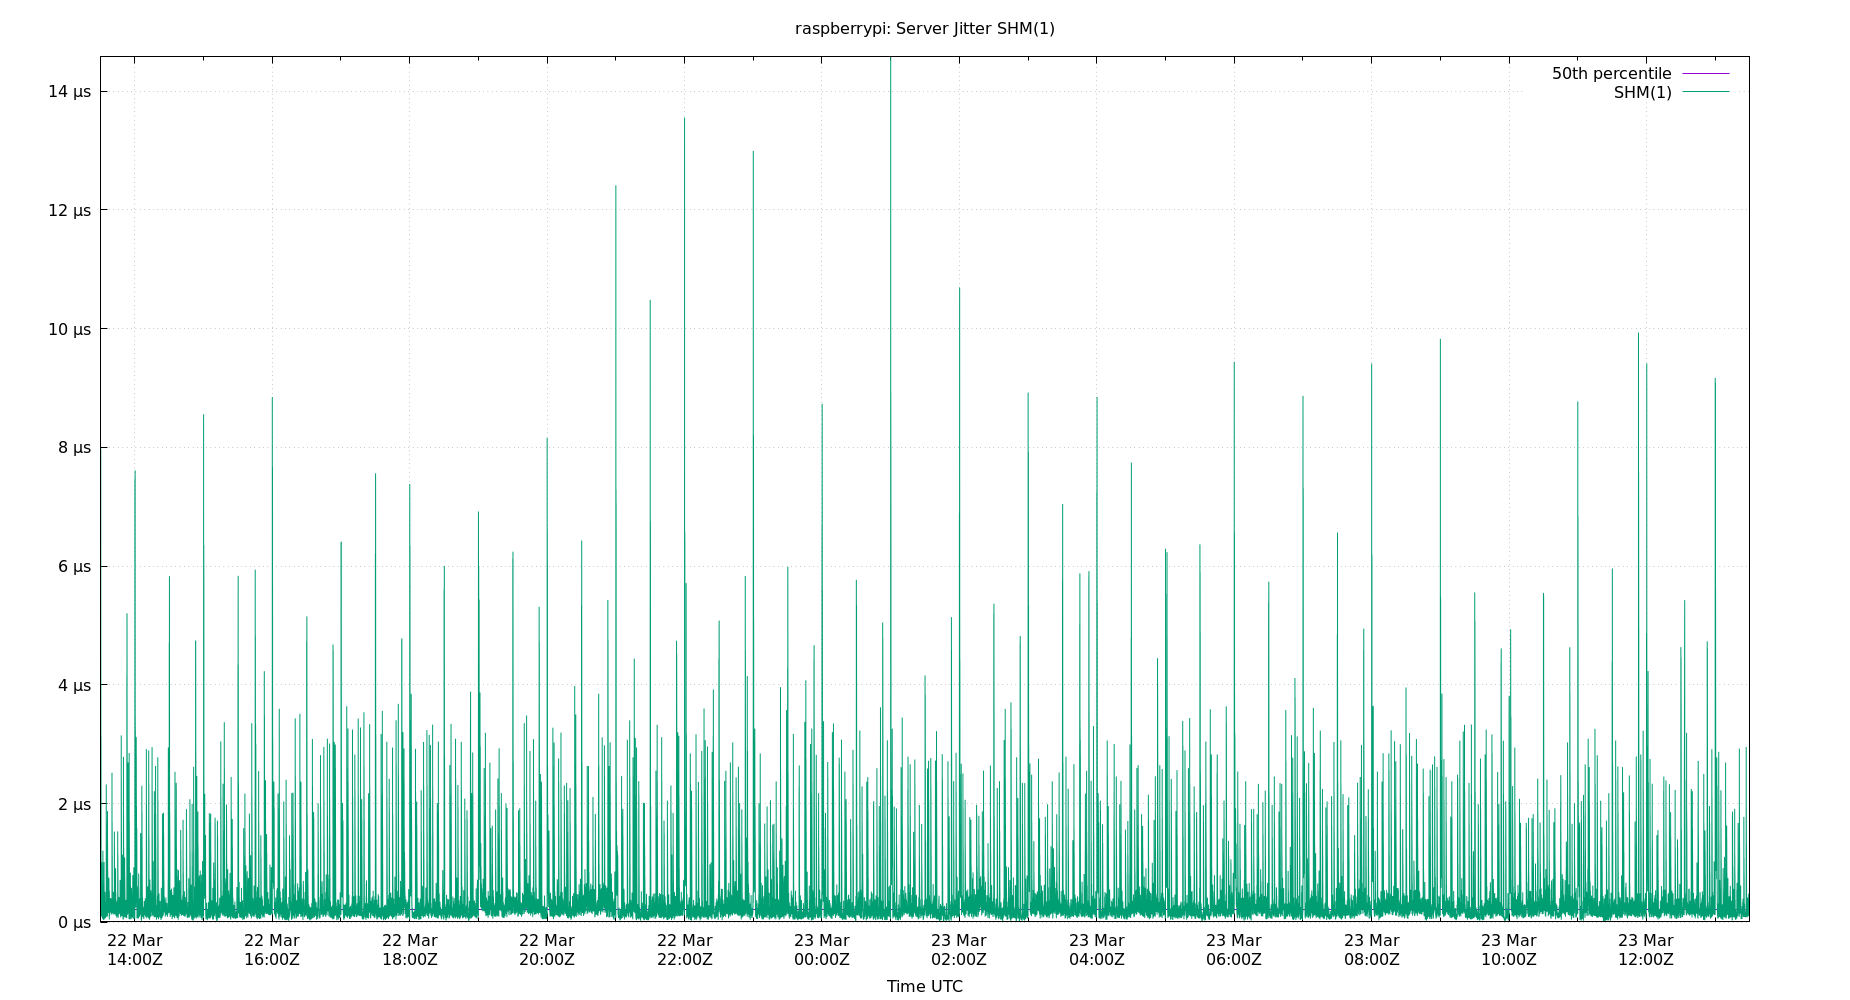 raspberrypi: Server Jitter SHM(1)
50th percentile
SHM(1)
14 µs
12 µs
10 µs
8 µs
6 µs
4 µs
2 µs
0 µs
22 Mar 22 Mar 22 Mar 22 Mar 22 Mar 23 Mar 23 Mar 23 Mar 23 Mar 23 Mar 23 Mar 23 Mar
14:00Z 16:00Z 18:00Z 20:00Z 22:00Z 00:00Z 02:00Z 04:00Z 06:00Z 08:00Z 10:00Z 12:00Z
Time UTC